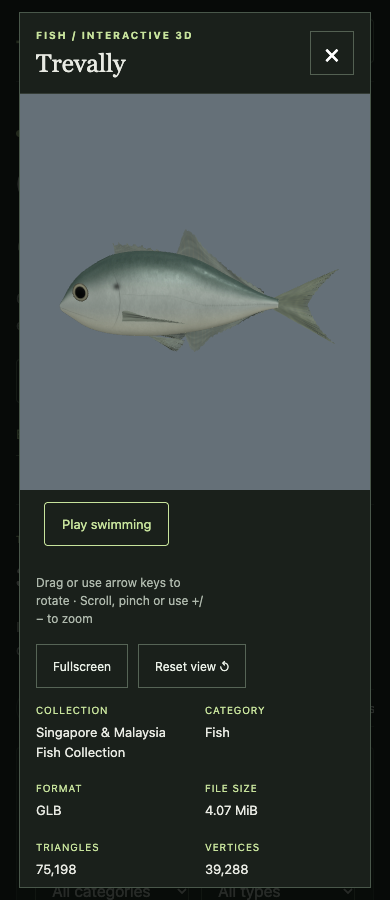 FISH / INTERACTIVE 3D
Trevally
×
Play swimming
Drag or use arrow keys to
rotate · Scroll, pinch or use +/
− to zoom
Fullscreen
Reset view ↺
COLLECTION
CATEGORY
Singapore & Malaysia
Fish Collection
Fish
FORMAT
FILE SIZE
GLB
4.07 MiB
TRIANGLES
VERTICES
75,198
39,288
All categories
All types